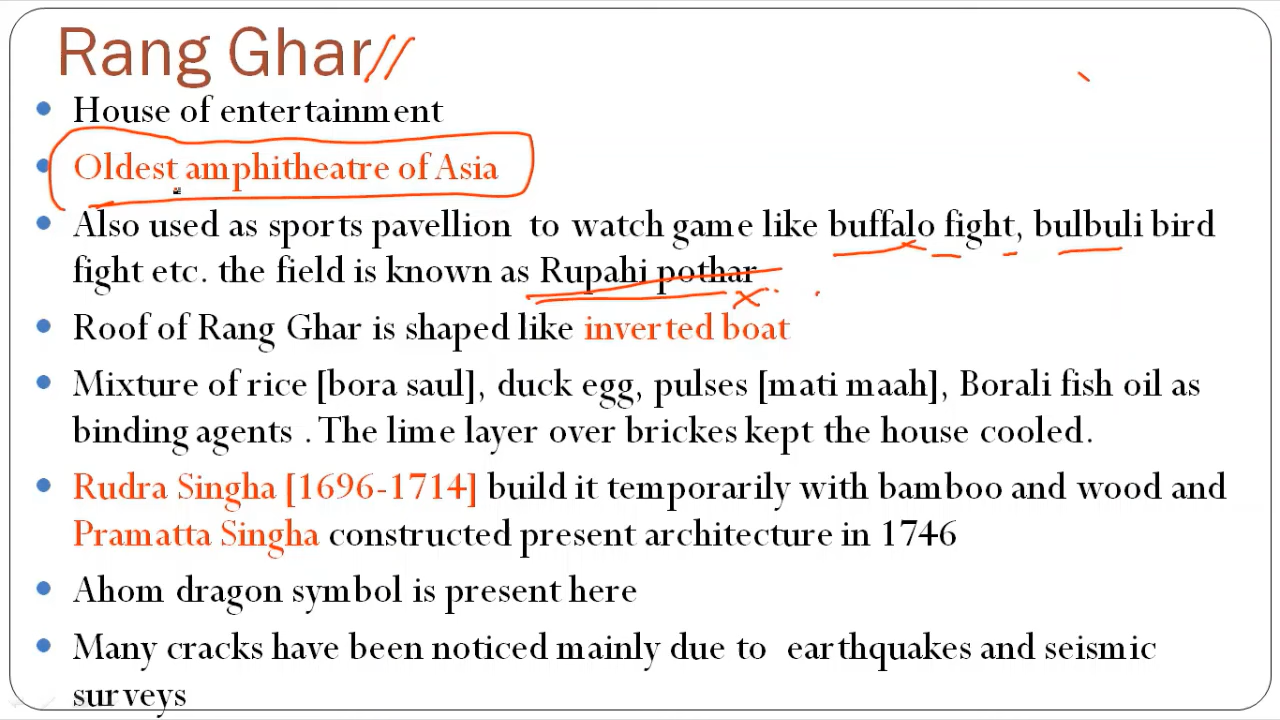 Rang Ghar
House of entertainment
Oldest amphitheatre of Asia
Also used as sports pavellion to watch game like buffalo fight, bulbuli bird
fight etc. the field is known as Rupahi pothar
Roof of Rang Ghar is shaped like inverted boat
Mixture of rice [bora saul], duck egg, pulses [mati maah], Borali fish oil as
binding agents . The lime layer over brickes kept the house cooled.
Rudra Singha [1696-1714] build it temporarily with bamboo and wood and
Pramatta Singha constructed present architecture in 1746
Ahom dragon symbol is present here
Many cracks have been noticed mainly due to earthquakes and seismic
surveys